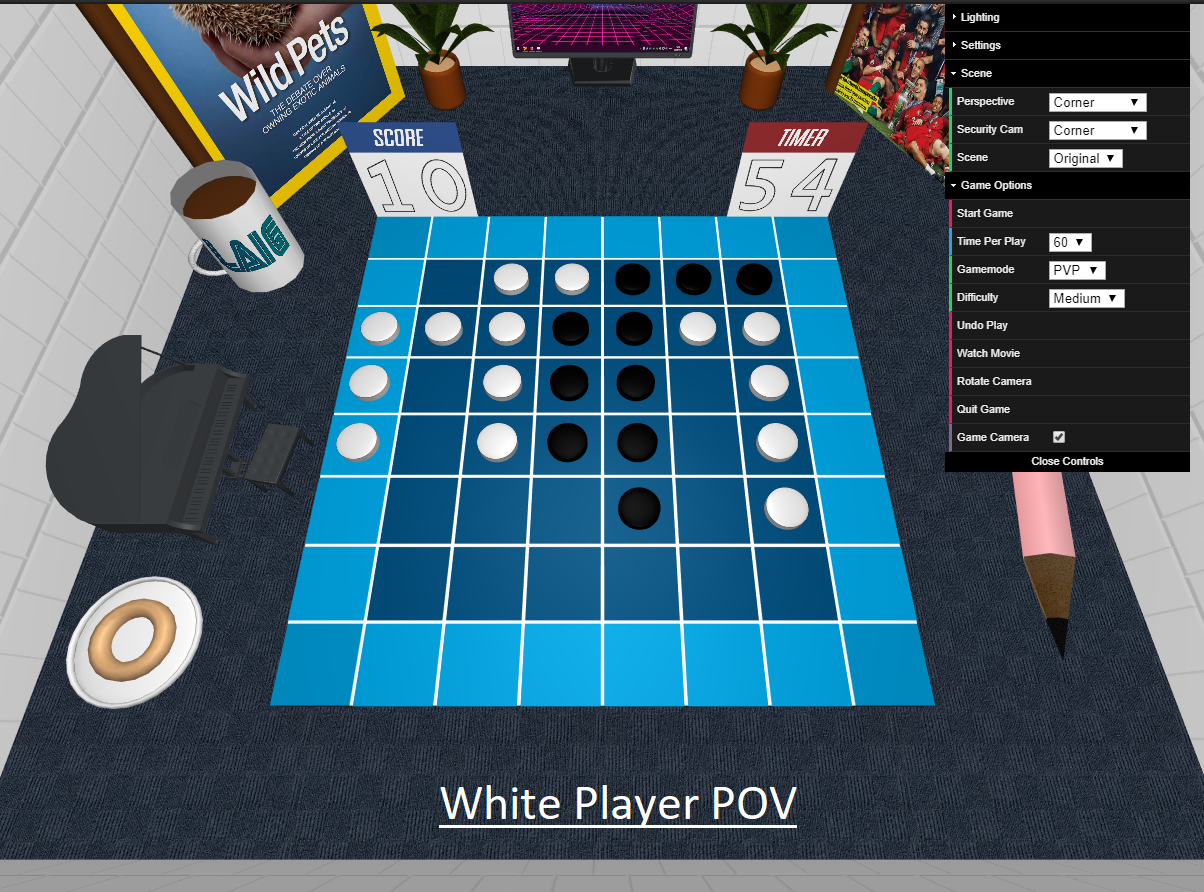 Wild Pets
THE DEBATE OVER
OWNING EXOTIC ANIMALS
SCORE
10
TIMER
54
LAIG
Lighting
Settings
Scene
Perspective Corner
Security Cam Corner
Scene Original
Game Options
Start Game
Time Per Play 60
Gamemode PVP
Difficulty Medium
Undo Play
Watch Movie
Rotate Camera
Quit Game
Game Camera
Close Controls
White Player POV